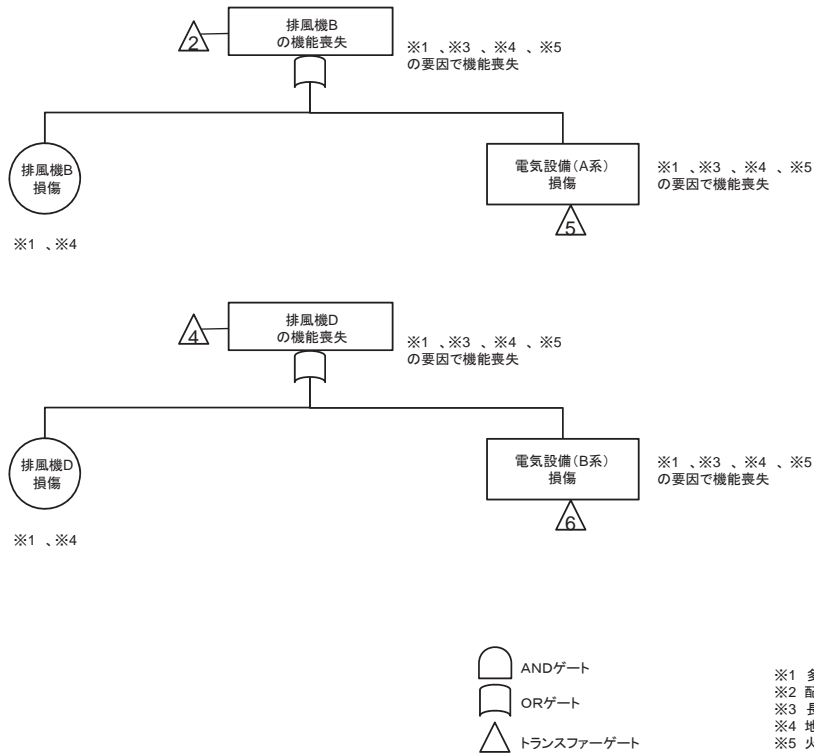 排風機B
の機能喪失
2
※1 、※3 、※4 、※5
の要因で機能喪失
排風機B
損傷
※1 、※4
電気設備(A系)
損傷
※1 、※3 、※4 、※5
の要因で機能喪失
5
排風機D
の機能喪失
4
※1 、※3 、※4 、※5
の要因で機能喪失
排風機D
損傷
※1 、※4
電気設備(B系)
損傷
※1 、※3 、※4 、※5
の要因で機能喪失
6
ANDゲート
ORゲート
トランスファーゲート
※1
※2 配
※3 長
※4 地
※5 火